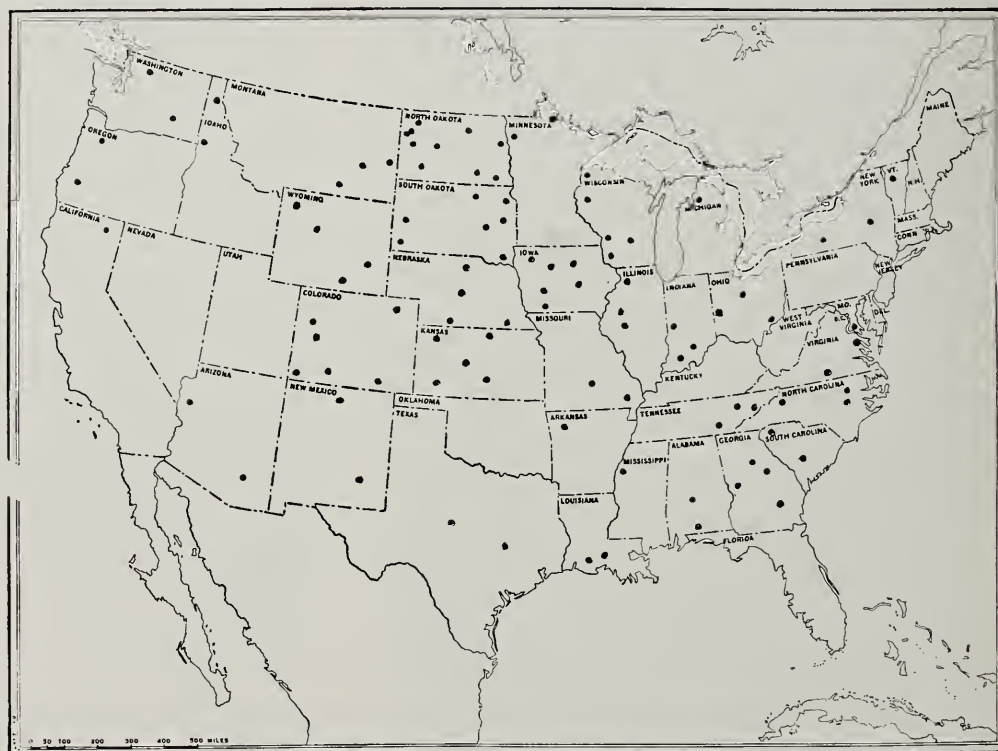 WASHINGTON
MONTANA
NORTH DAKOTA
MINNESOTA
MAINE
OREGON
IDAHO
SOUTH DAKOTA
WISCONSIN
MICHIGAN
NEW YORK
VT.
N.H.
MASS.
CONN
CALIFORNIA
NEVADA
WYOMING
NEBRASKA
IOWA
ILLINOIS
INDIANA
OHIO
PENNSYLVANIA
NEW JERSEY
UTAH
COLORADO
KANSAS
MISSOURI
KENTUCKY
WEST VIRGINIA
VIRGINIA
MD.
D.C.
DEL.
ARIZONA
NEW MEXICO
OKLAHOMA
TEXAS
ARKANSAS
TENNESSEE
NORTH CAROLINA
MISSISSIPPI
ALABAMA
GEORGIA
SOUTH CAROLINA
LOUISIANA
FLORIDA
0 50 100 200 300 400 500 MILES